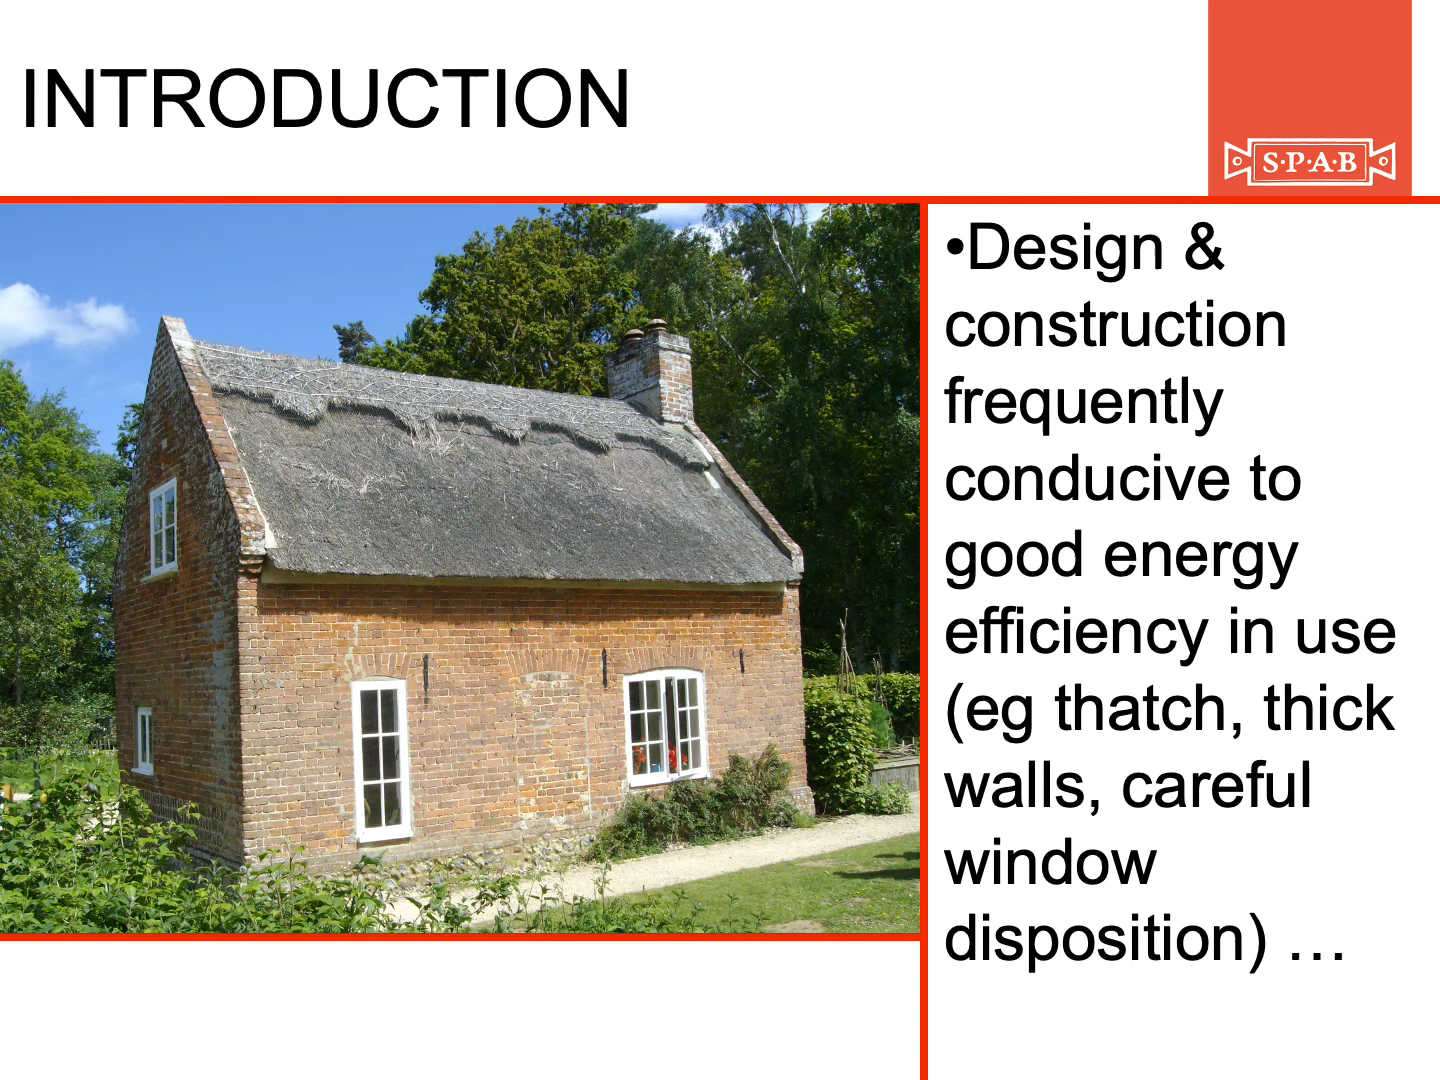 INTRODUCTION
S·P·A·B
•Design &
construction
frequently
conducive to
good energy
efficiency in use
(eg thatch, thick
walls, careful
window
disposition) …